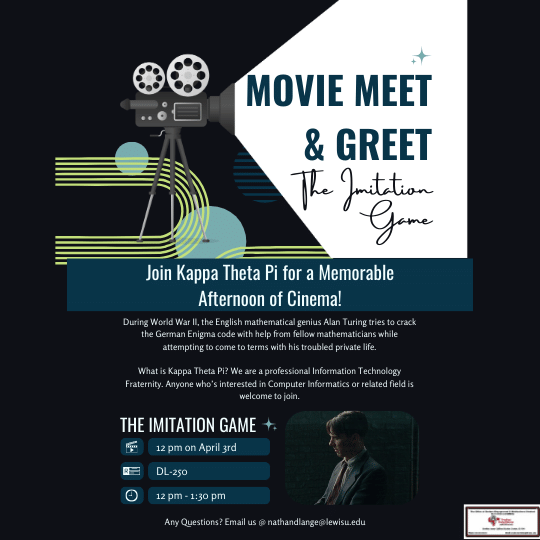 MOVIE MEET
& GREET
The Imitation
Game
Join Kappa Theta Pi for a Memorable
Afternoon of Cinema!
During World War II, the English mathematical genius Alan Turing tries to crack
the German Enigma code with help from fellow mathematicians while
attempting to come to terms with his troubled private life.
What is Kappa Theta Pi? We are a professional Information Technology
Fraternity. Anyone who's interested in Computer Informatics or related field is
welcome to join.
THE IMITATION GAME
12 pm on April 3rd
DL-250
12 pm - 1:30 pm
Any Questions? Email us @ nathandlange@lewisu.edu